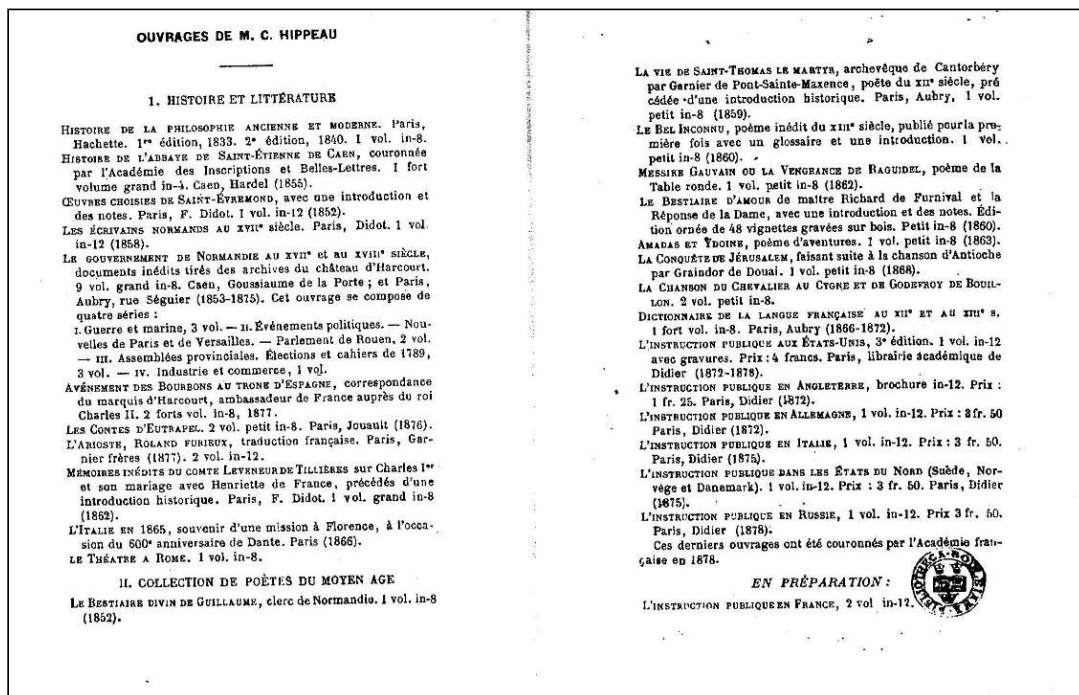 OUVRAGES DE M. C. HIPPEAU
I. HISTOIRE ET LITTÉRATURE
HISTOIRE DE LA PHILOSOPHIE ANCIENNE ET MODERNE. Paris,
Hachette. 1re édition, 1833. 2e édition, 1840. 1 vol. in-8.
HISTOIRE DE L'ABBAYE DE SAINT-ÉTIENNE DE CAEN, couronnée
par l'Académie des Inscriptions et Belles-Lettres. 1 fort
volume grand in-4. Caen, Hardel (1855).
ŒUVRES CHOISIES DE SAINT-ÉVREMOND, avec une introduction et
des notes. Paris, F. Didot. 1 vol. in-12 (1852).
LES ÉCRIVAINS NORMANDS AU XVIIe siècle. Paris, Didot. 1 vol.
in-12 (1858).
LE GOUVERNEMENT DE NORMANDIE AU XVIIe et au XVIIIe SIÈCLE,
documents inédits tirés des archives du château d'Harcourt.
9 vol. grand in-8. Caen, Goussiaume de la Porte ; et Paris,
Aubry, rue Séguier (1853-1875). Cet ouvrage se compose de
quatre séries :
I. Guerre et marine, 3 vol. — II. Événements politiques. — Nou-
velles de Paris et de Versailles. — Parlement de Rouen, 2 vol.
— III. Assemblées provinciales. Élections et cahiers de 1789,
3 vol. — IV. Industrie et commerce, 1 vol.
AVÉNEMENT DES BOURBONS AU TRONE D'ESPAGNE, correspondance
du marquis d'Harcourt, ambassadeur de France auprès du roi
Charles II. 2 forts vol. in-8, 1877.
LES CONTES D'EUTRAPEL. 2 vol. petit in-8. Paris, Jouault (1876).
L'ARIOSTE, ROLAND FURIEUX, traduction française. Paris, Gar-
nier frères (1877). 2 vol. in-12.
MÉMOIRES INÉDITS DU COMTE LEVENEUR DE TILLIÈRES sur Charles Ier
et son mariage avec Henriette de France, précédés d'une
introduction historique. Paris, F. Didot. 1 vol. grand in-8
(1862).
L'ITALIE EN 1865, souvenir d'une mission à Florence, à l'occa-
sion du 600e anniversaire de Dante. Paris (1866).
LE THÉATRE A ROME. 1 vol. in-8.
II. COLLECTION DE POËTES DU MOYEN AGE
LE BESTIAIRE DIVIN DE GUILLAUME, clerc de Normandie. 1 vol. in-8
(1852).
LA VIE DE SAINT-THOMAS LE MARTYR, archevêque de Cantorbéry
par Garnier de Pont-Sainte-Maxence, poëte du XIIe siècle, pré
cédée d'une introduction historique. Paris, Aubry, 1 vol.
petit in-8 (1859).
LE BEL INCONNU, poème inédit du XIIIe siècle, publié pour la pre-
mière fois avec un glossaire et une introduction. 1 vol.
petit in-8 (1860).
MESSIRE GAUVAIN OU LA VENGEANCE DE RAGUIDEL, poème de la
Table ronde. 1 vol. petit in-8 (1862).
LE BESTIAIRE D'AMOUR de maître Richard de Furnival et la
Réponse de la Dame, avec une introduction et des notes. Édi-
tion ornée de 48 vignettes gravées sur bois. Petit in-8 (1860).
AMADAS ET YDOINE, poème d'aventures. 1 vol. petit in-8 (1863).
LA CONQUÊTE DE JÉRUSALEM, faisant suite à la chanson d'Antioche
par Graindor de Douai. 1 vol. petit in-8 (1868).
LA CHANSON DU CHEVALIER AU CYGNE ET DE GODEFROY DE BOUIL-
LON. 2 vol. petit in-8.
DICTIONNAIRE DE LA LANGUE FRANÇAISE AU XIIe ET AU XIIIe s.
1 fort vol. in-8. Paris, Aubry (1866-1872).
L'INSTRUCTION PUBLIQUE AUX ÉTATS-UNIS, 3e édition. 1 vol. in-12
avec gravures. Prix : 4 francs. Paris, librairie académique de
Didier (1872-1878).
L'INSTRUCTION PUBLIQUE EN ANGLETERRE, brochure in-12. Prix :
1 fr. 25. Paris, Didier (1872).
L'INSTRUCTION PUBLIQUE EN ALLEMAGNE, 1 vol. in-12. Prix : 3 fr. 50
Paris, Didier (1872).
L'INSTRUCTION PUBLIQUE EN ITALIE, 1 vol. in-12. Prix : 3 fr. 50.
Paris, Didier (1875).
L'INSTRUCTION PUBLIQUE DANS LES ÉTATS DU NORD (Suède, Nor-
vège et Danemark). 1 vol. in-12. Prix : 3 fr. 50. Paris, Didier
(1875).
L'INSTRUCTION PUBLIQUE EN RUSSIE, 1 vol. in-12. Prix 3 fr. 50.
Paris, Didier (1878).
Ces derniers ouvrages ont été couronnés par l'Académie fran-
çaise en 1878.
EN PRÉPARATION :
L'INSTRUCTION PUBLIQUE EN FRANCE, 2 vol in-12.